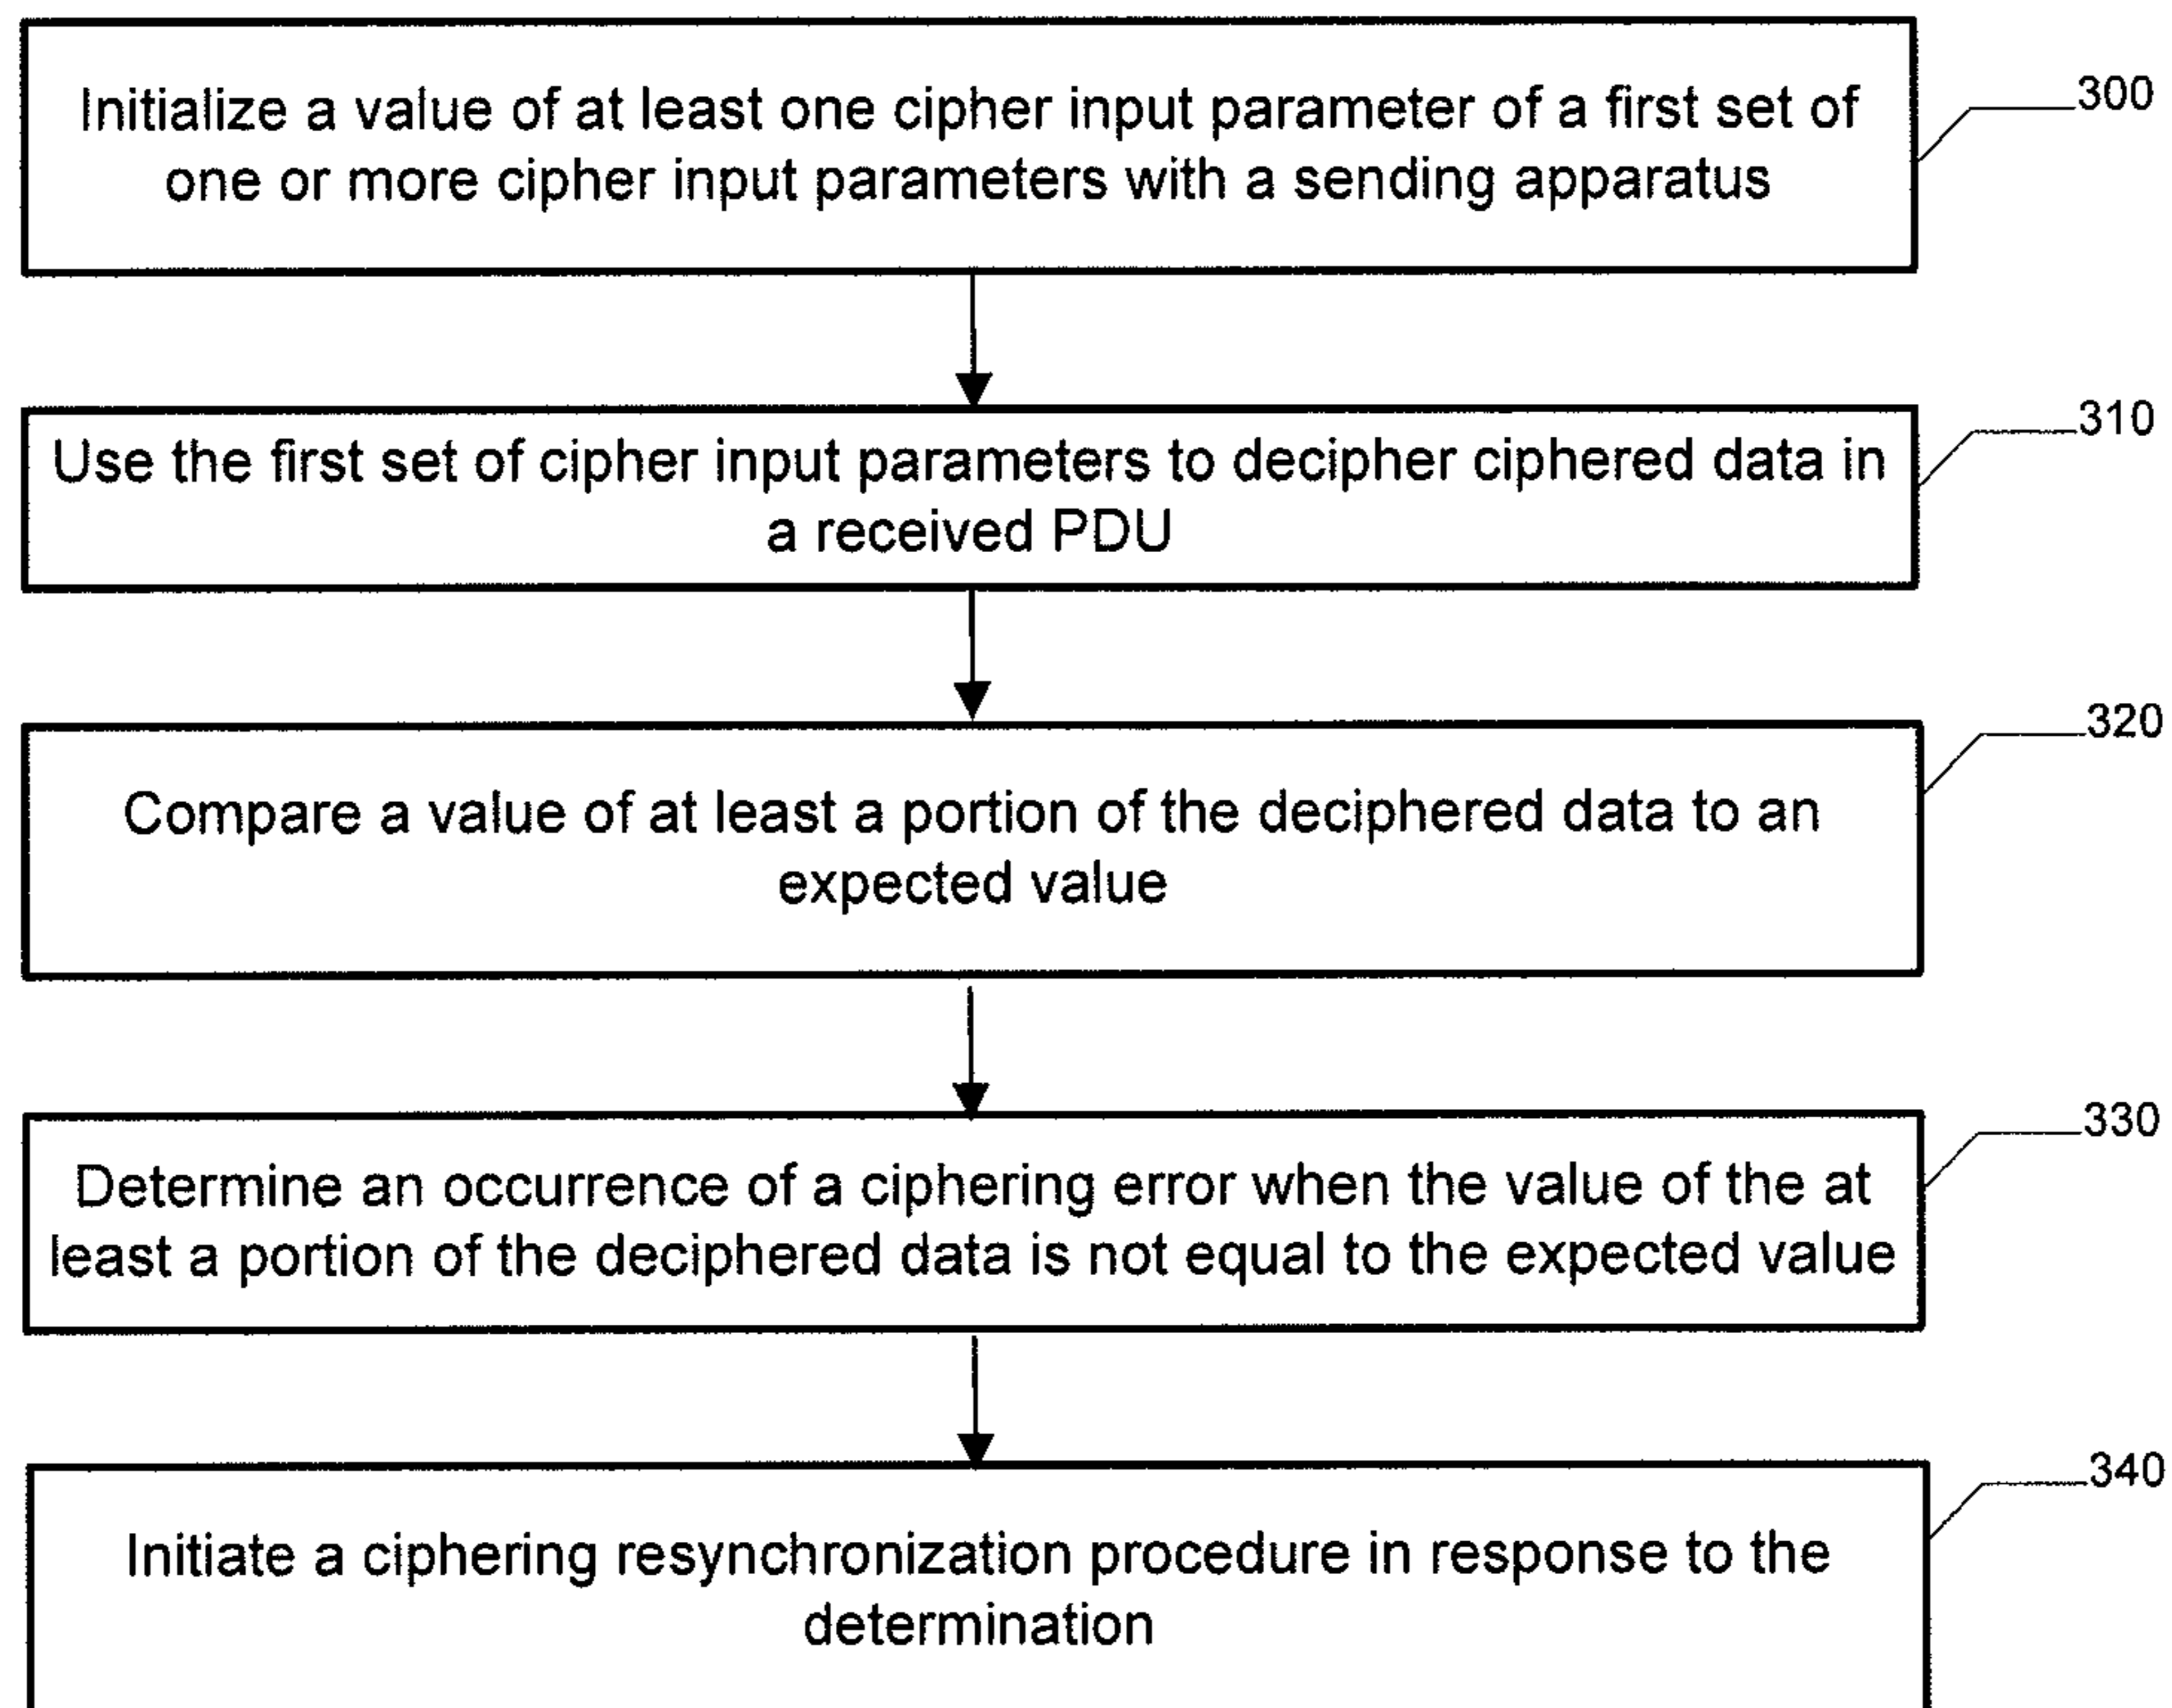 Initialize a value of at least one cipher input parameter of a first set of
one or more cipher input parameters with a sending apparatus
300
Use the first set of cipher input parameters to decipher ciphered data in
a received PDU
310
Compare a value of at least a portion of the deciphered data to an
expected value
320
Determine an occurrence of a ciphering error when the value of the at
least a portion of the deciphered data is not equal to the expected value
330
Initiate a ciphering resynchronization procedure in response to the
determination
340